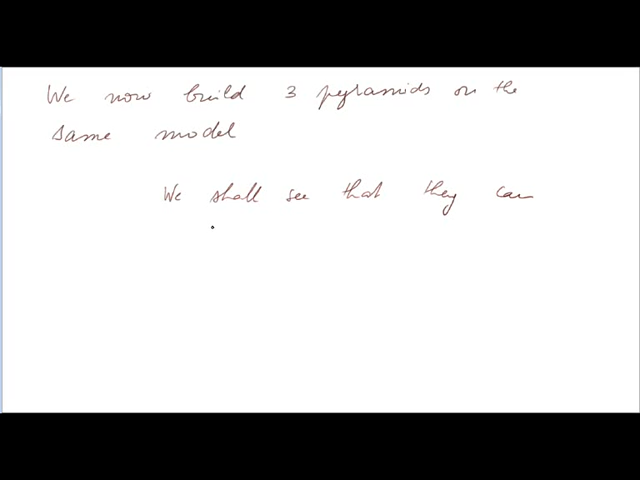 We now build 3 pyramids on the
same model
We shall see that they can